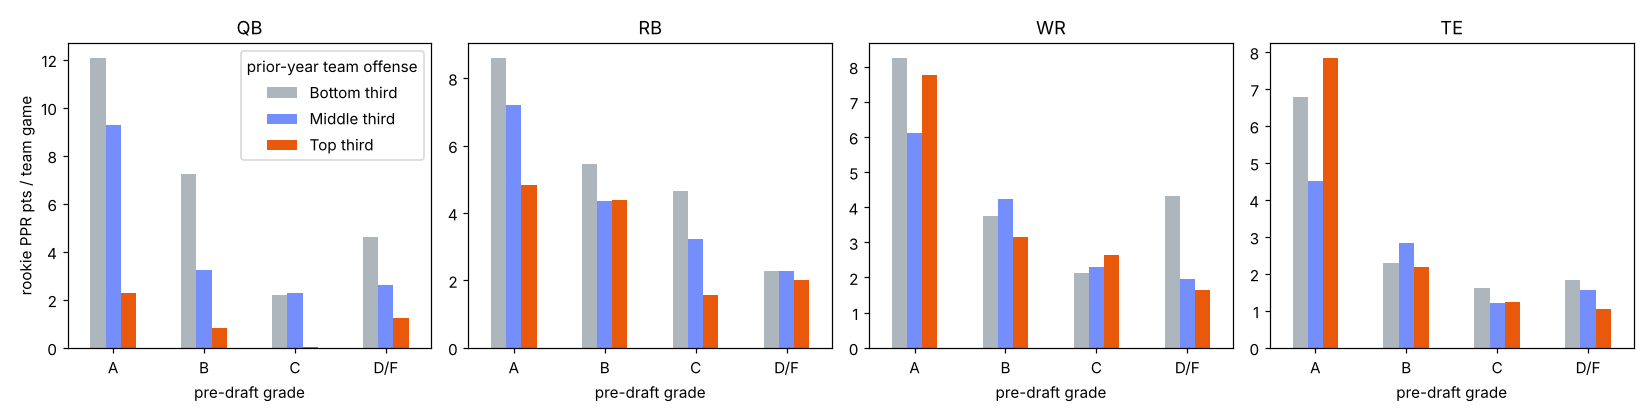 QB
RB
WR
TE
rookie PPR pts / team game
12
10
8
6
4
2
0
prior-year team offense
Bottom third
Middle third
Top third
A
B
C
D/F
pre-draft grade
8
6
4
2
0
A
B
C
D/F
pre-draft grade
8
7
6
5
4
3
2
1
0
A
B
C
D/F
pre-draft grade
8
7
6
5
4
3
2
1
0
A
B
C
D/F
pre-draft grade